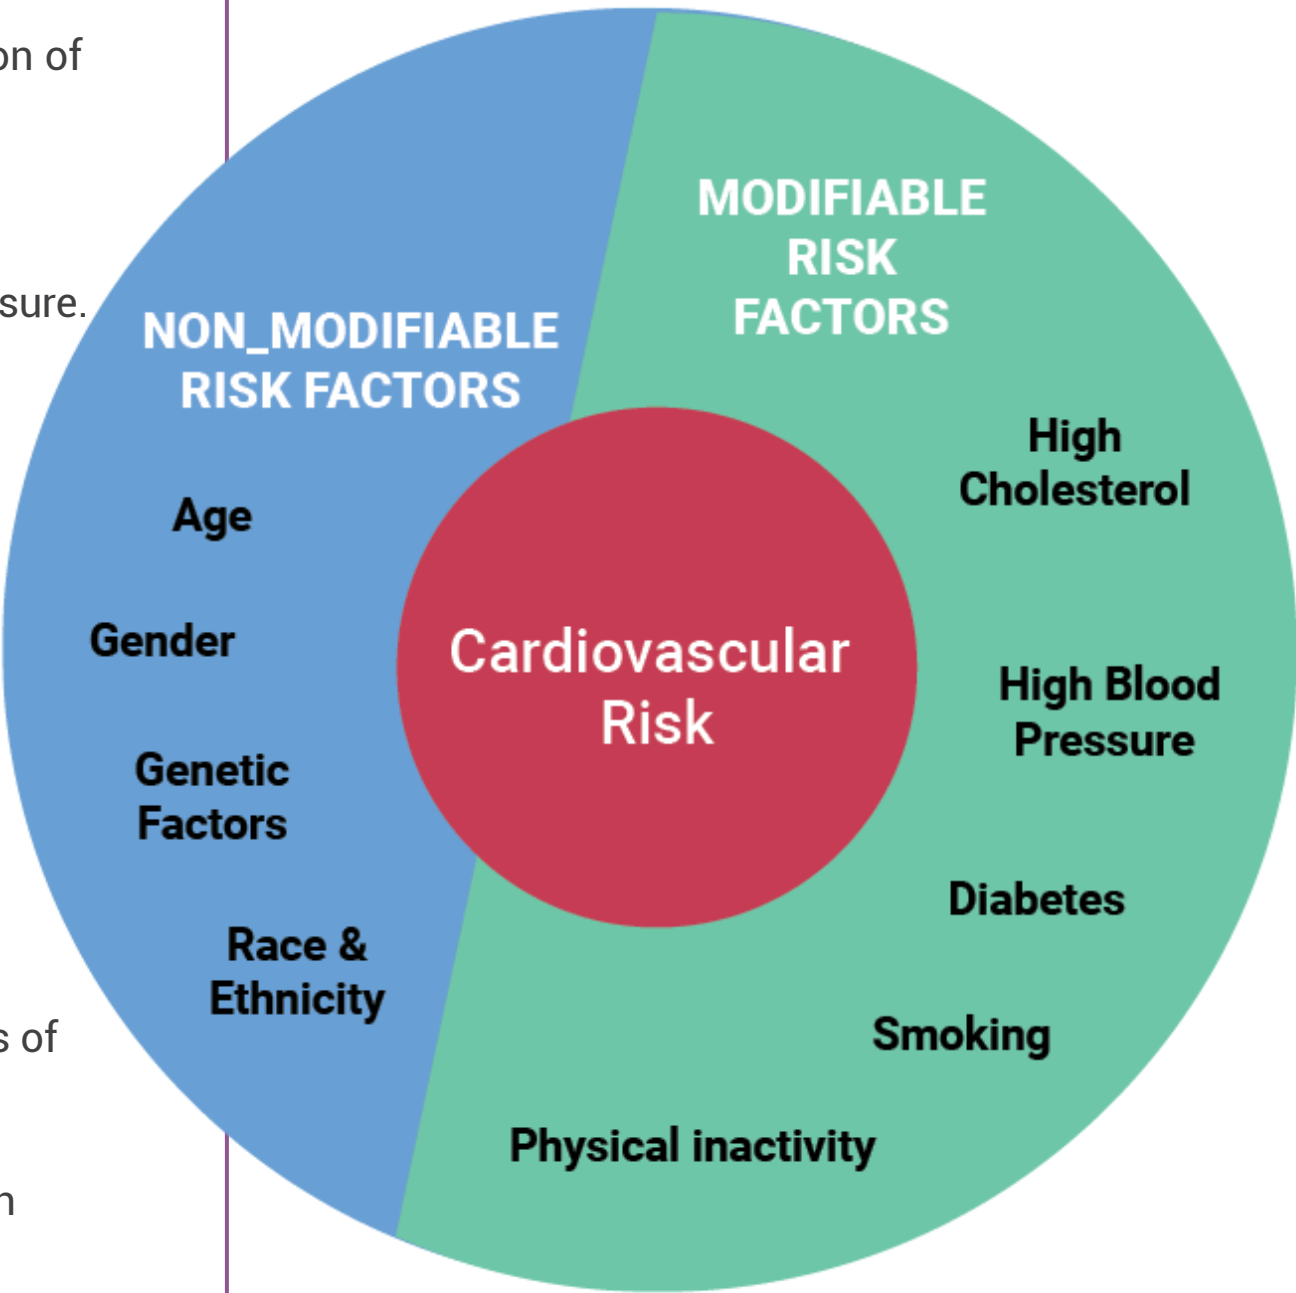 on of
sure.
s of
n
NON_MODIFIABLE
RISK FACTORS
Age
Gender
Genetic
Factors
Race &
Ethnicity
MODIFIABLE
RISK
FACTORS
High
Cholesterol
High Blood
Pressure
Diabetes
Smoking
Physical inactivity
Cardiovascular
Risk